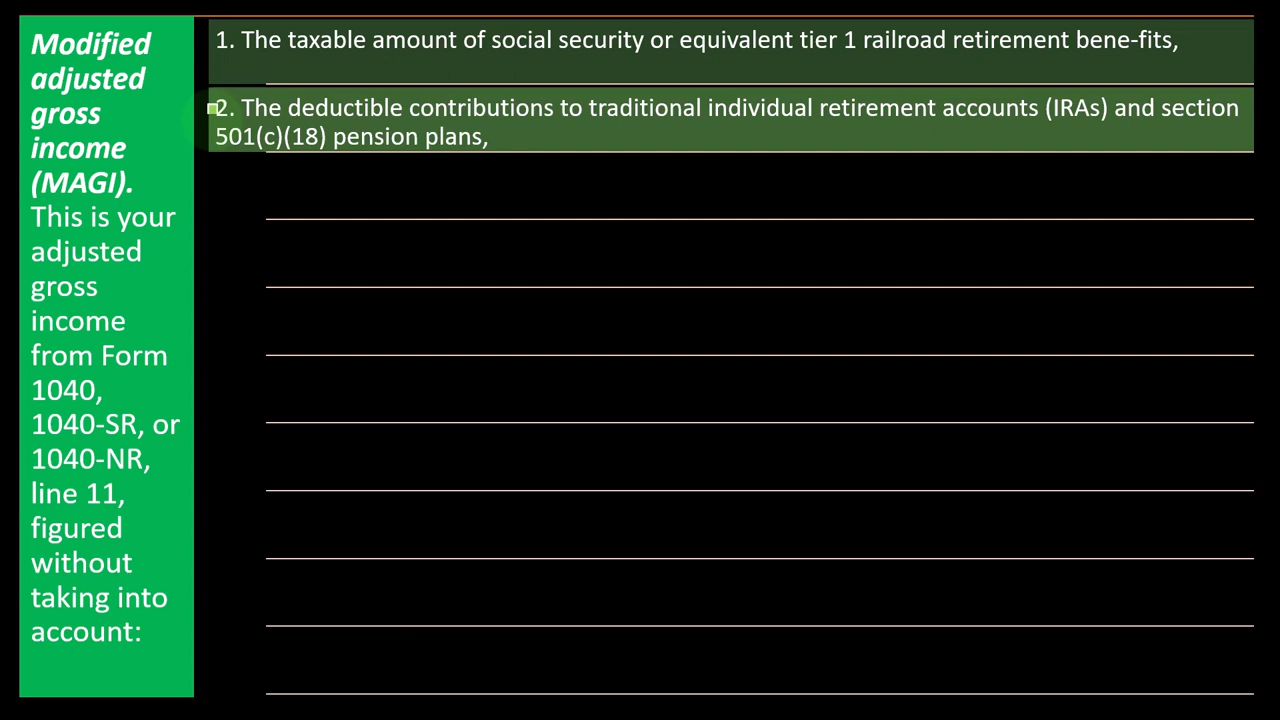 Modified
adjusted
gross
income
(MAGI).
This is your
adjusted
gross
income
from Form
1040,
1040-SR, or
1040-NR,
line 11,
figured
without
taking into
account:
1. The taxable amount of social security or equivalent tier 1 railroad retirement bene-fits,
2. The deductible contributions to traditional individual retirement accounts (IRAs) and section
501(c)(18) pension plans,